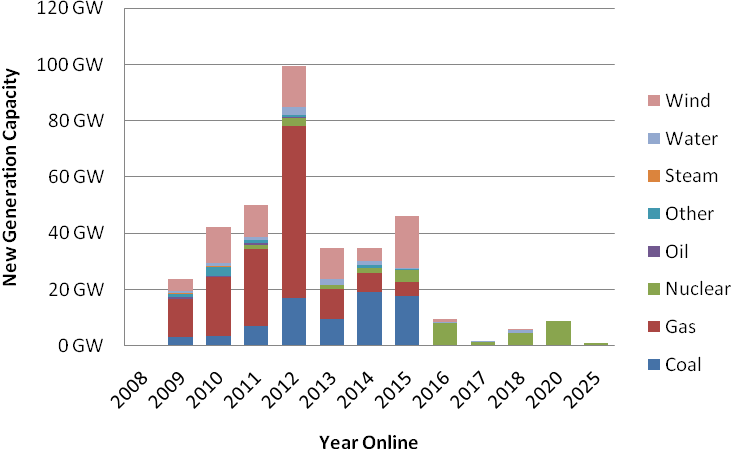 120 GW
100 GW
80 GW
60 GW
40 GW
20 GW
0 GW
New Generation Capacity
2008
2009
2010
2011
2012
2013
2014
2015
2016
2017
2018
2020
2025
Year Online
Wind
Water
Steam
Other
Oil
Nuclear
Gas
Coal